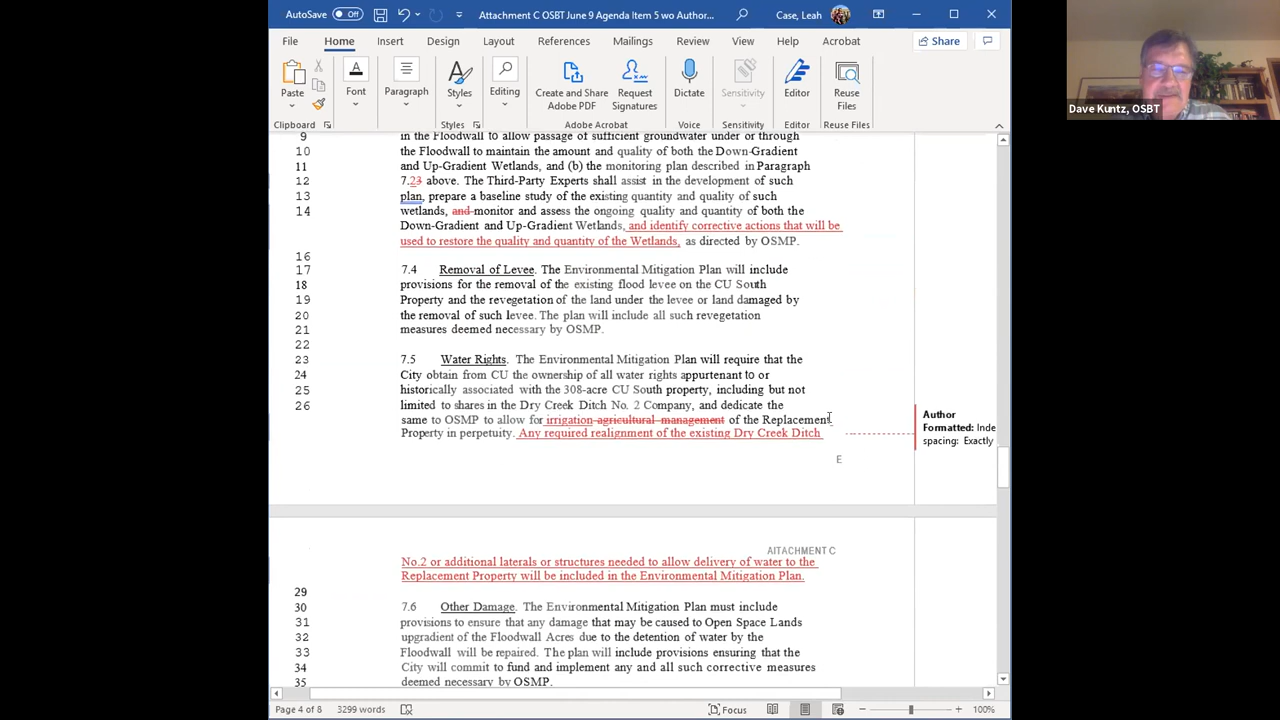 AutoSave Off Attachment C OSBT June 9 Agenda Item 5 wo Author... Case, Leah
File Home Insert Design Layout References Mailings Review View Help Acrobat Share
Paste Font Paragraph Styles Editing Create and Share Adobe PDF Request Signatures Dictate Sensitivity Editor Reuse Files
Clipboard Styles Adobe Acrobat Voice Sensitivity Editor Reuse Files
Dave Kuntz, OSBT
9 in the Floodwall to allow passage of sufficient groundwater under or through
10 the Floodwall to maintain the amount and quality of both the Down-Gradient
11 and Up-Gradient Wetlands, and (b) the monitoring plan described in Paragraph
12 7.23 above. The Third-Party Experts shall assist in the development of such
13 plan, prepare a baseline study of the existing quantity and quality of such
14 wetlands, and monitor and assess the ongoing quality and quantity of both the
Down-Gradient and Up-Gradient Wetlands, and identify corrective actions that will be
used to restore the quality and quantity of the Wetlands, as directed by OSMP.
16
17 7.4 Removal of Levee. The Environmental Mitigation Plan will include
18 provisions for the removal of the existing flood levee on the CU South
19 Property and the revegetation of the land under the levee or land damaged by
20 the removal of such levee. The plan will include all such revegetation
21 measures deemed necessary by OSMP.
22
23 7.5 Water Rights. The Environmental Mitigation Plan will require that the
24 City obtain from CU the ownership of all water rights appurtenant to or
25 historically associated with the 308-acre CU South property, including but not
26 limited to shares in the Dry Creek Ditch No. 2 Company, and dedicate the
same to OSMP to allow for irrigation agricultural management of the Replacement
Property in perpetuity. Any required realignment of the existing Dry Creek Ditch
Author
Formatted: Inde
spacing: Exactly
E
AITACHMENT C
No.2 or additional laterals or structures needed to allow delivery of water to the
Replacement Property will be included in the Environmental Mitigation Plan.
29
30 7.6 Other Damage. The Environmental Mitigation Plan must include
31 provisions to ensure that any damage that may be caused to Open Space Lands
32 upgradient of the Floodwall Acres due to the detention of water by the
33 Floodwall will be repaired. The plan will include provisions ensuring that the
34 City will commit to fund and implement any and all such corrective measures
35 deemed necessary by OSMP.
Page 4 of 8 3299 words Focus 100%